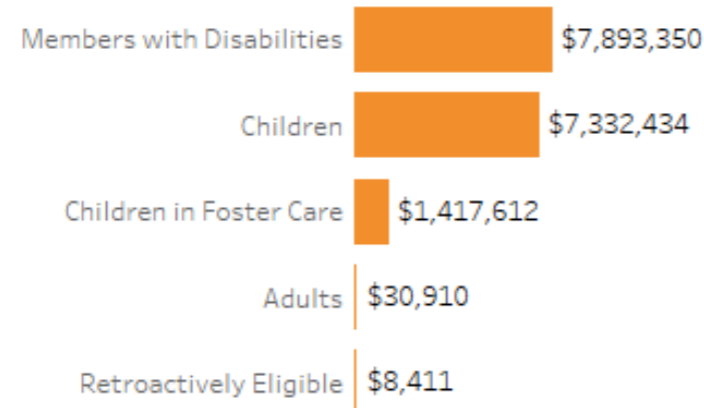 Members with Disabilities $7,893,350
Children $7,332,434
Children in Foster Care $1,417,612
Adults $30,910
Retroactively Eligible $8,411